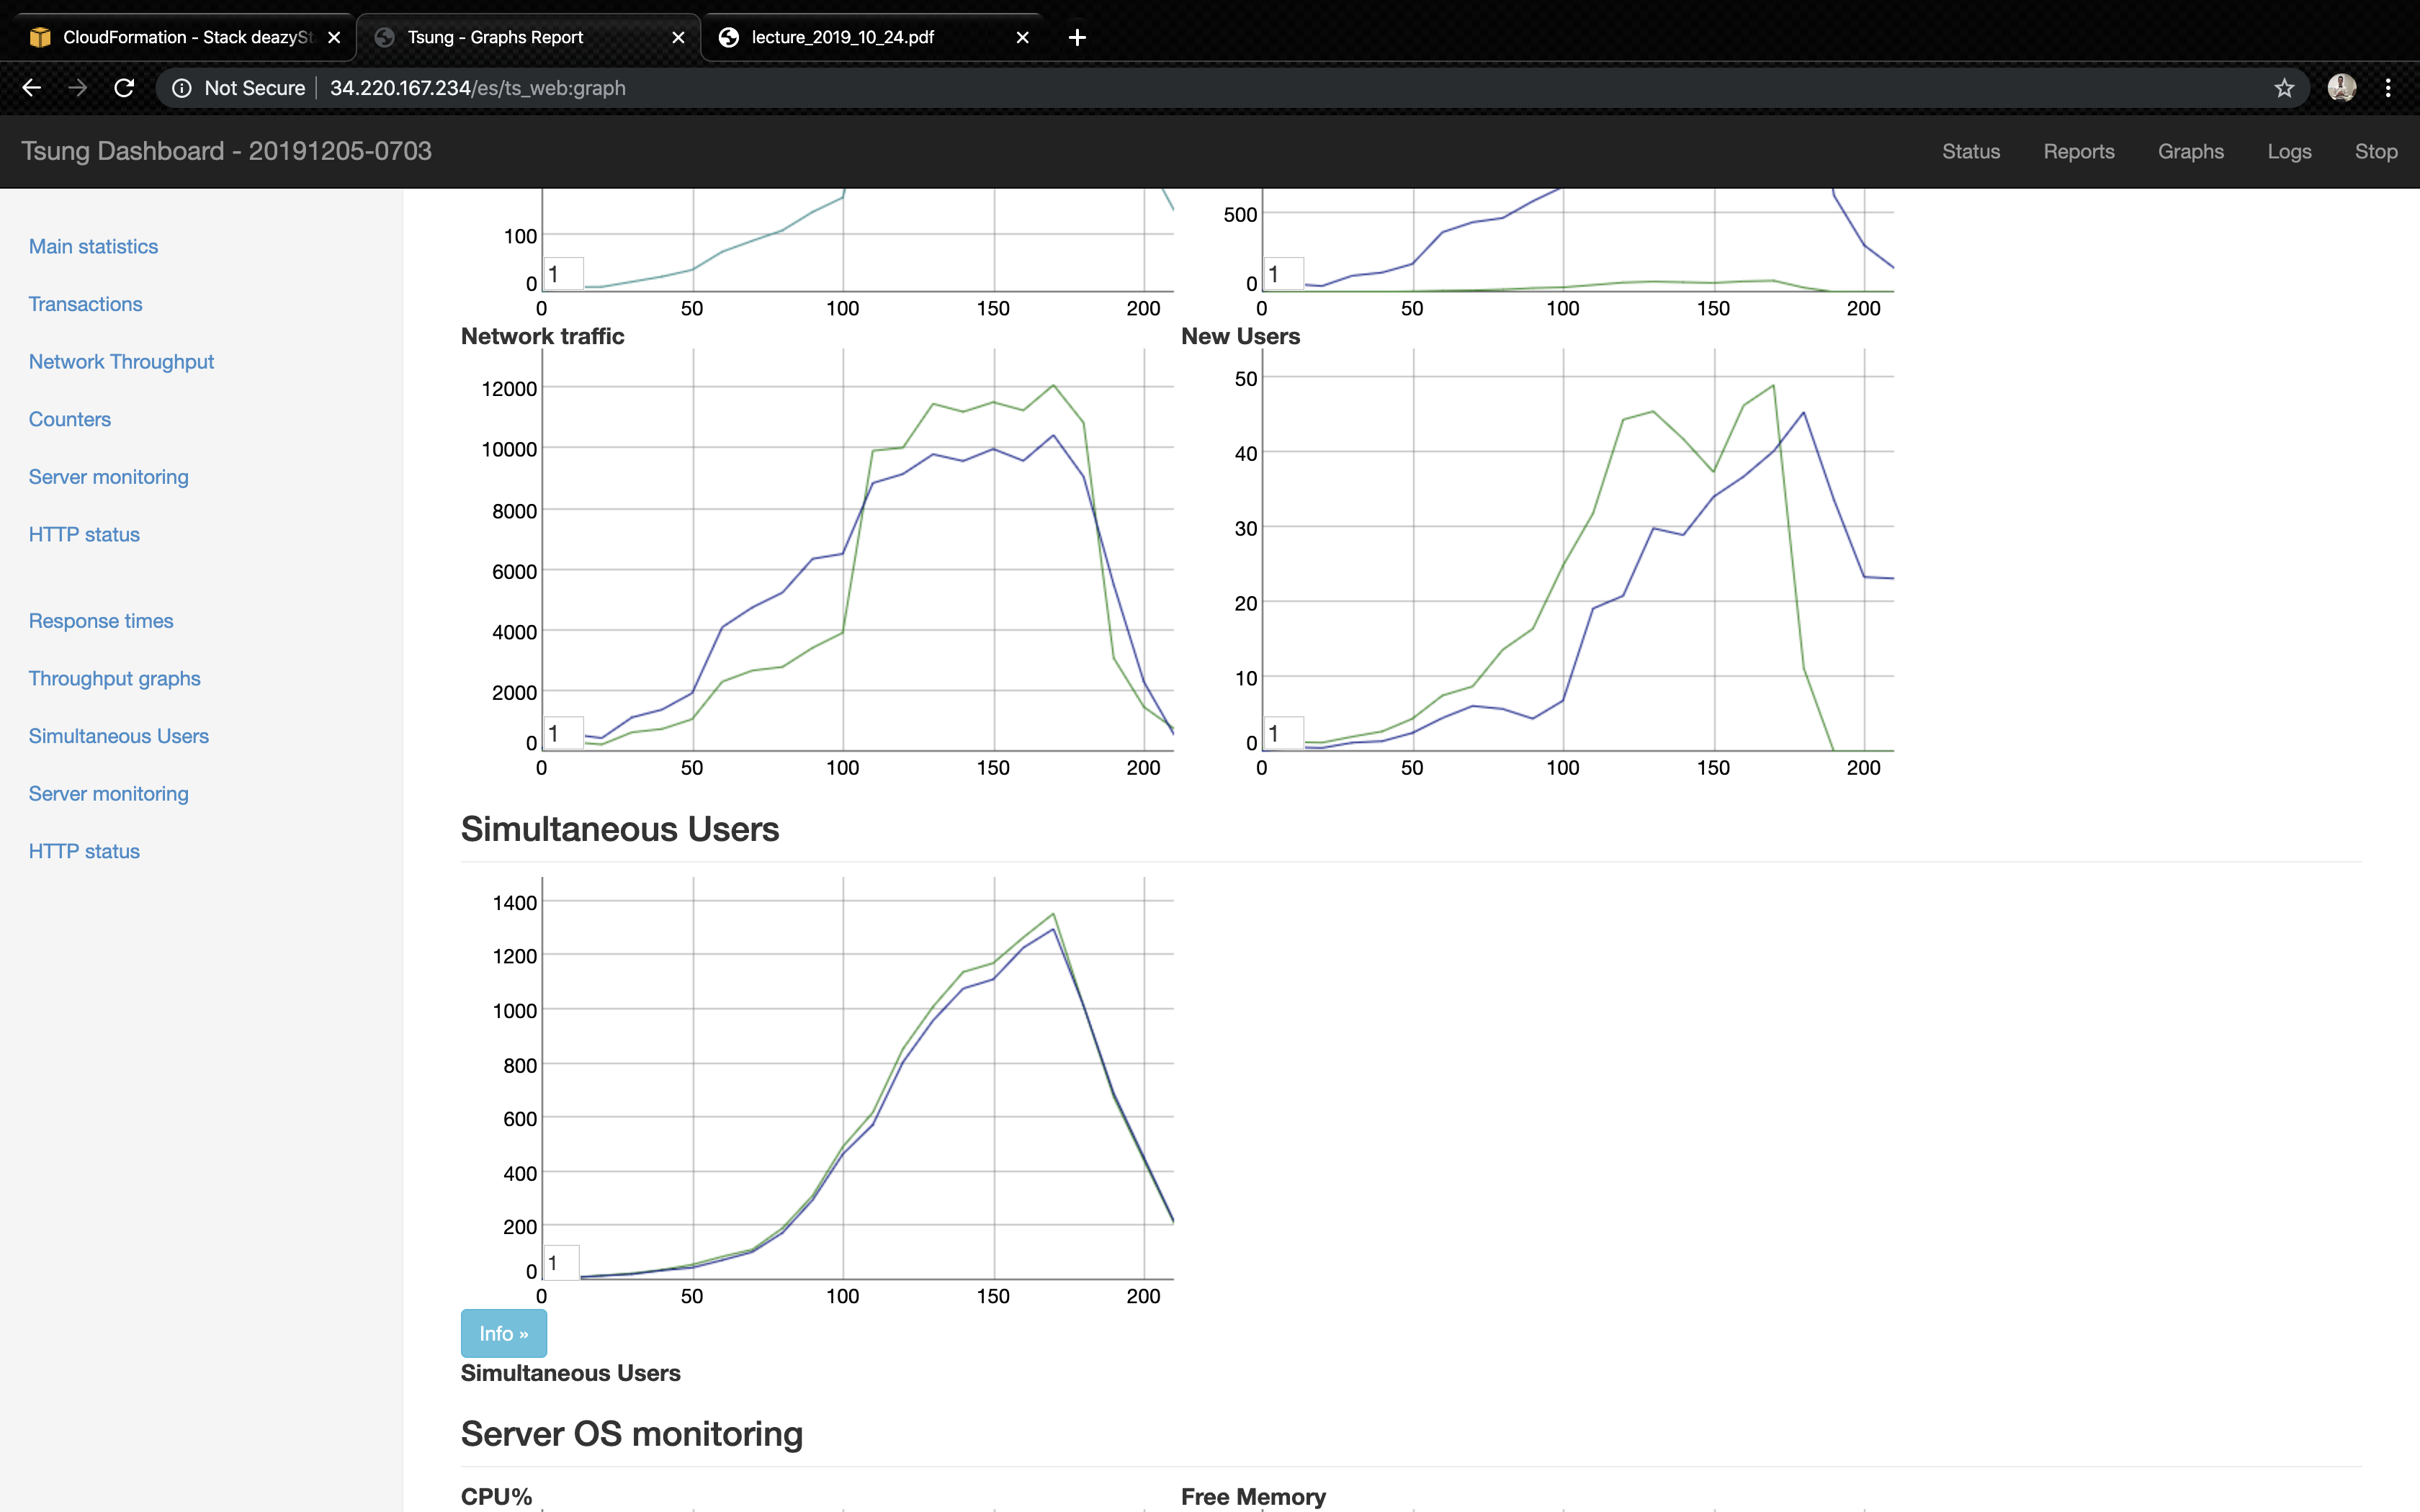 CloudFormation - Stack deazySt
Tsung - Graphs Report
lecture_2019_10_24.pdf
Not Secure
34.220.167.234/es/ts_web:graph
Tsung Dashboard - 20191205-0703
Status
Reports
Graphs
Logs
Stop
Main statistics
Transactions
Network Throughput
Counters
Server monitoring
HTTP status
Response times
Throughput graphs
Simultaneous Users
Server monitoring
HTTP status
100
0
1
0 50 100 150 200
500
0
1
0 50 100 150 200
Network traffic
12000
10000
8000
6000
4000
2000
0
1
0 50 100 150 200
New Users
50
40
30
20
10
0
1
0 50 100 150 200
Simultaneous Users
1400
1200
1000
800
600
400
200
0
1
0 50 100 150 200
Info »
Simultaneous Users
Server OS monitoring
CPU%
Free Memory